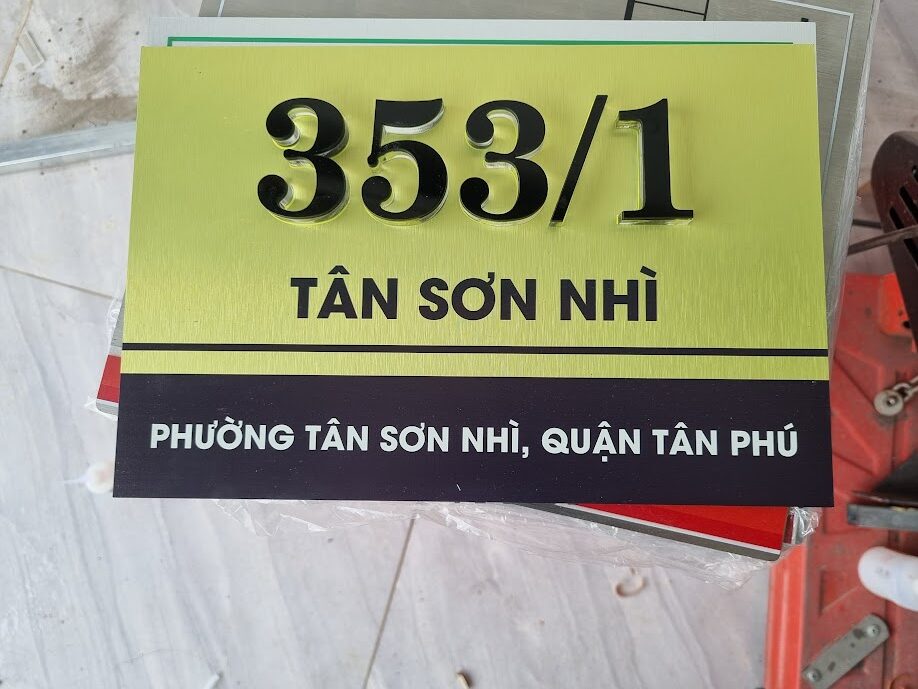 353/1
TÂN SƠN NHÌ
PHƯỜNG TÂN SƠN NHÌ, QUẬN TÂN PHÚ